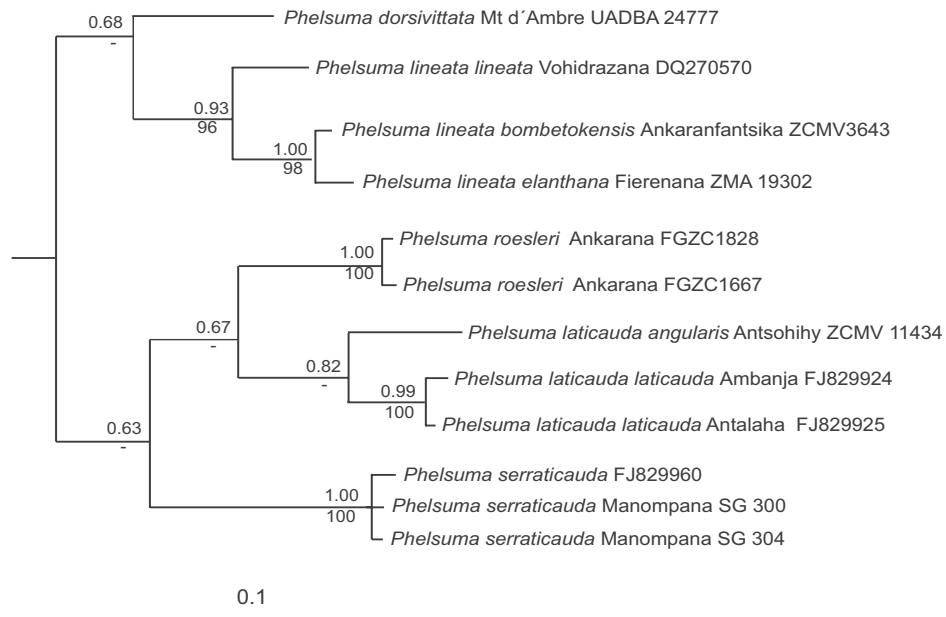 0.68
-
Phelsuma dorsivittata Mt d´Ambre UADBA 24777
Phelsuma lineata lineata Vohidrazana DQ270570
0.93
96
Phelsuma lineata bombetokensis Ankaranfantsika ZCMV3643
1.00
98
Phelsuma lineata elanthana Fierenana ZMA 19302
Phelsuma roesleri Ankarana FGZC1828
1.00
100
Phelsuma roesleri Ankarana FGZC1667
0.67
-
Phelsuma laticauda angularis Antsohihy ZCMV 11434
0.82
-
Phelsuma laticauda laticauda Ambanja FJ829924
0.99
100
Phelsuma laticauda laticauda Antalaha FJ829925
0.63
-
Phelsuma serraticauda FJ829960
1.00
100
Phelsuma serraticauda Manompana SG 300
Phelsuma serraticauda Manompana SG 304
0.1